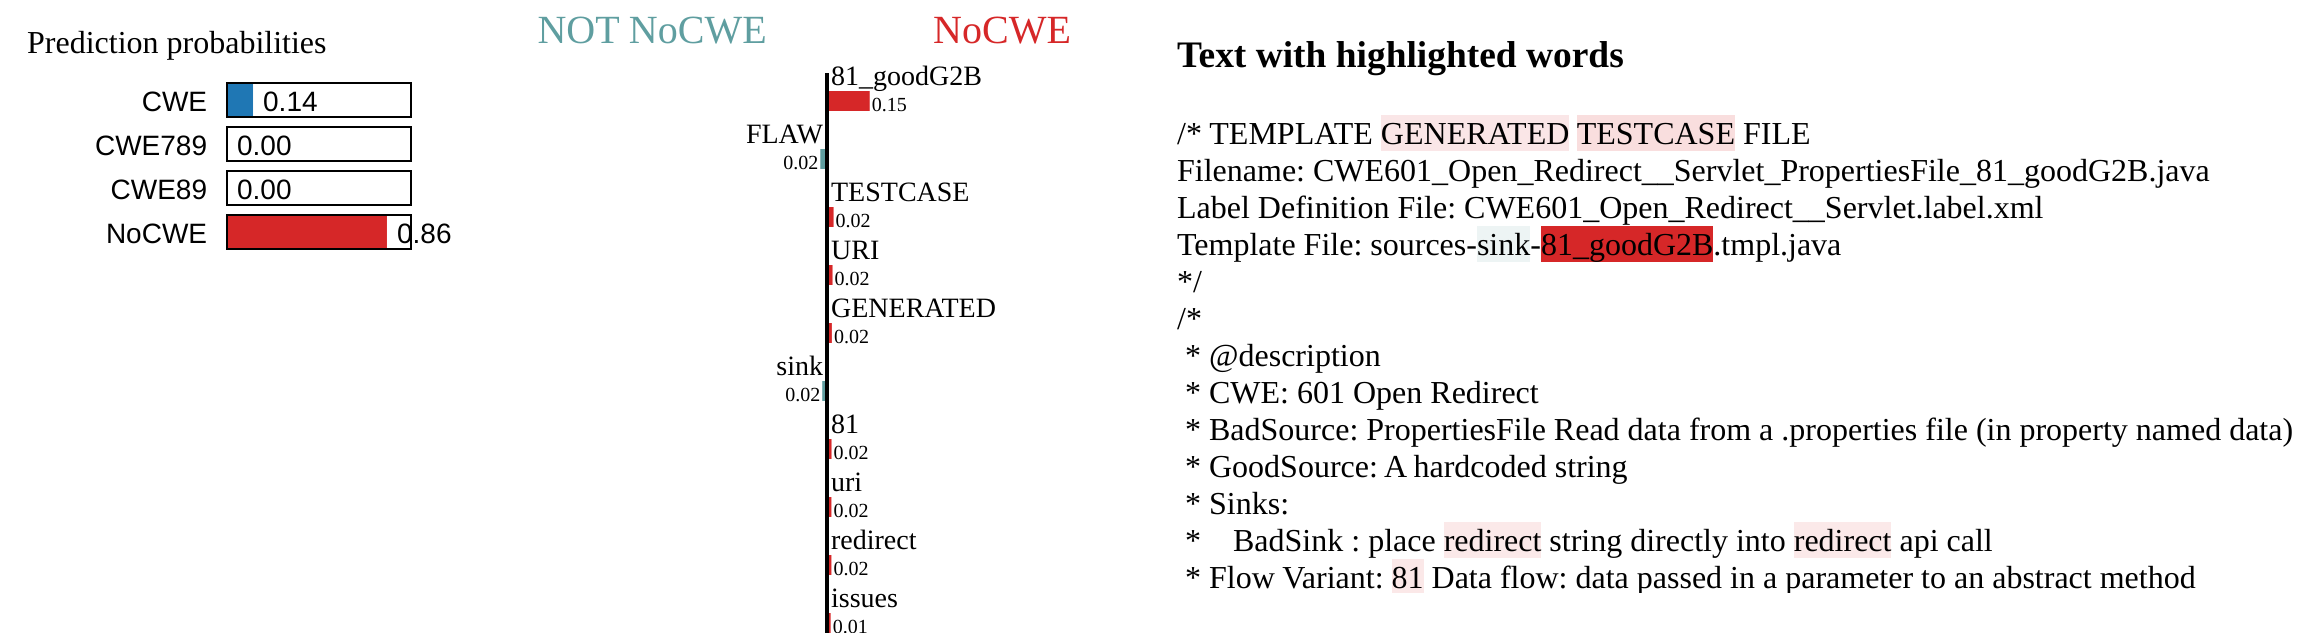 Prediction probabilities
CWE 0.14
CWE789 0.00
CWE89 0.00
NoCWE 0.86
NOT NoCWE NoCWE
81_goodG2B
0.15
FLAW
0.02
TESTCASE
0.02
URI
0.02
GENERATED
0.02
sink
0.02
81
0.02
uri
0.02
redirect
0.02
issues
0.01
Text with highlighted words
/* TEMPLATE GENERATED TESTCASE FILE
Filename: CWE601_Open_Redirect__Servlet_PropertiesFile_81_goodG2B.java
Label Definition File: CWE601_Open_Redirect__Servlet.label.xml
Template File: sources-sink-81_goodG2B.tmpl.java
*/
/*
* @description
* CWE: 601 Open Redirect
* BadSource: PropertiesFile Read data from a .properties file (in property named data)
* GoodSource: A hardcoded string
* Sinks:
* BadSink : place redirect string directly into redirect api call
* Flow Variant: 81 Data flow: data passed in a parameter to an abstract method